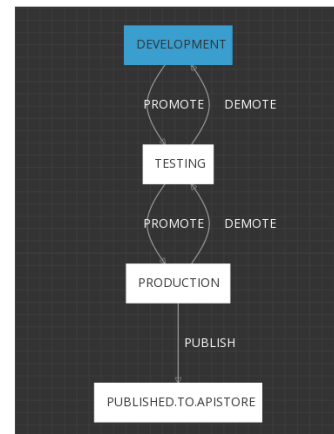 DEVELOPMENT
PROMOTE DEMOTE
TESTING
PROMOTE DEMOTE
PRODUCTION
PUBLISH
PUBLISHED.TO.APISTORE